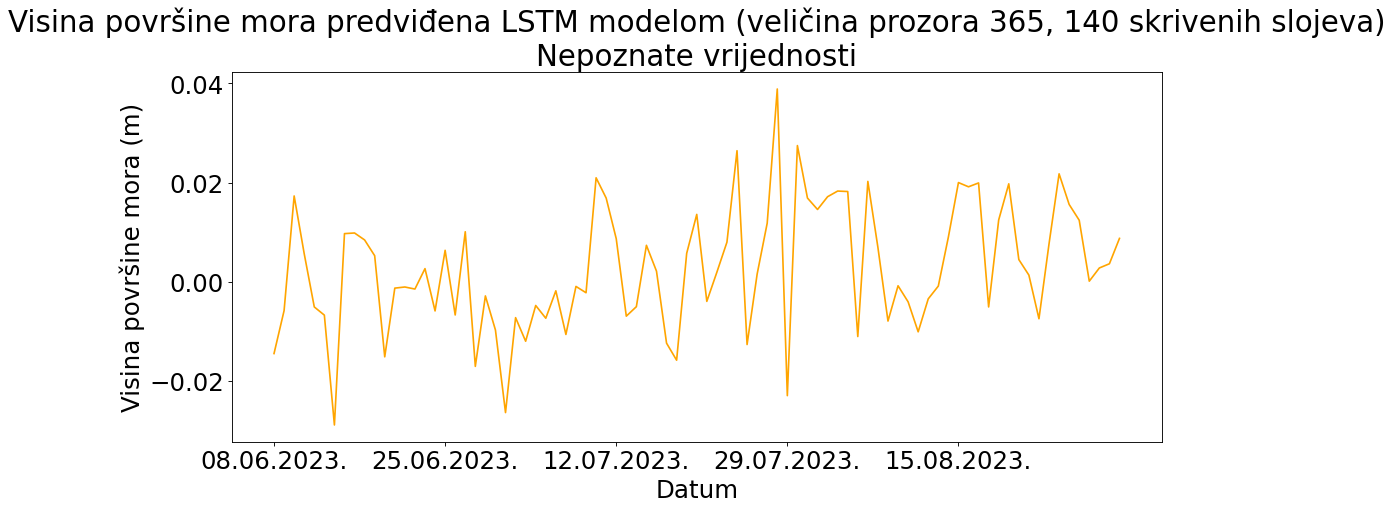 Visina površine mora predviđena LSTM modelom (veličina prozora 365, 140 skrivenih slojeva)
Nepoznate vrijednosti
Visina površine mora (m)
0.04
0.02
0.00
−0.02
08.06.2023. 25.06.2023. 12.07.2023. 29.07.2023. 15.08.2023.
Datum